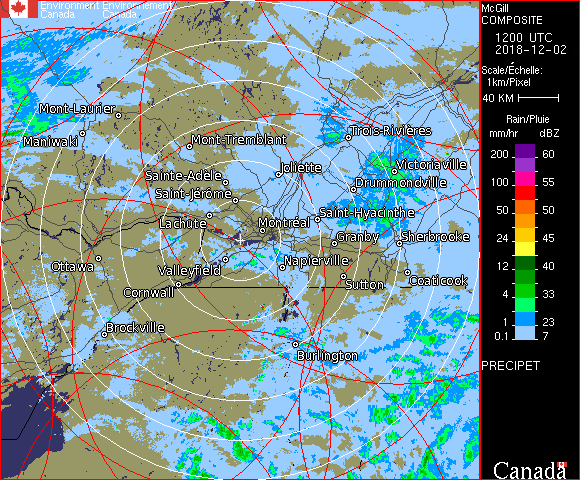 Environment Environnement
Canada Canada
McGill
COMPOSITE
1200 UTC
2018-12-02
Scale/Échelle:
1km/Pixel
40 KM
Rain/Pluie
mm/hr dBZ
200 60
100 55
50 50
24 45
12 40
4 33
1 23
0.1 7
PRECIPET
Canada
Mont-Laurier
Maniwaki
Mont-Tremblant
Trois-Rivières
Joliette
Victoriaville
Sainte-Adèle
Drummondville
Saint-Jérôme
Saint-Hyacinthe
Lachute
Montréal
Granby
Sherbrooke
Ottawa
Valleyfield
Napierville
Cornwall
Sutton
Coaticook
Brockville
Burlington